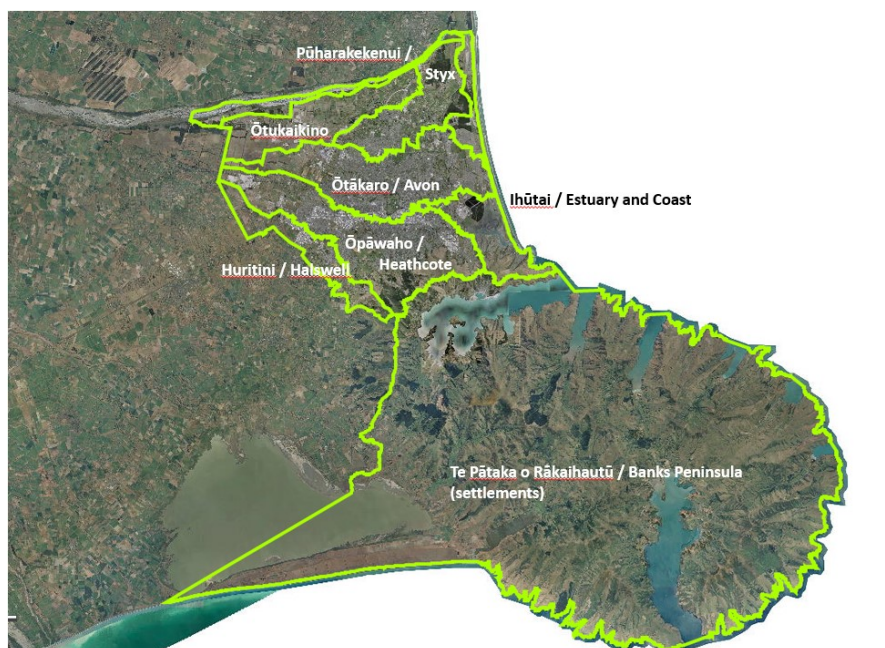 Pūharakekenui /
Styx
Ōtukaikino
Ōtākaro / Avon
Ihūtai / Estuary and Coast
Ōpāwaho /
Heathcote
Huritini / Halswell
Te Pātaka o Rākaihautū / Banks Peninsula
(settlements)